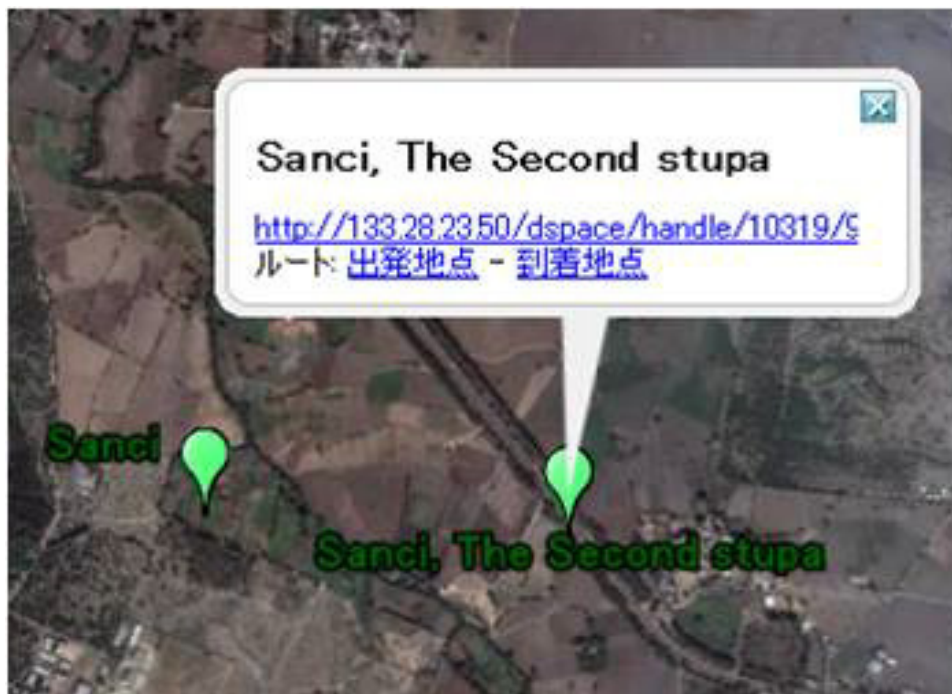 Sanci, The Second stupa
http://133.28.23.50/dspace/handle/10319/9
ルート: 出発地点 - 到着地点
Sanci
Sanci, The Second stupa